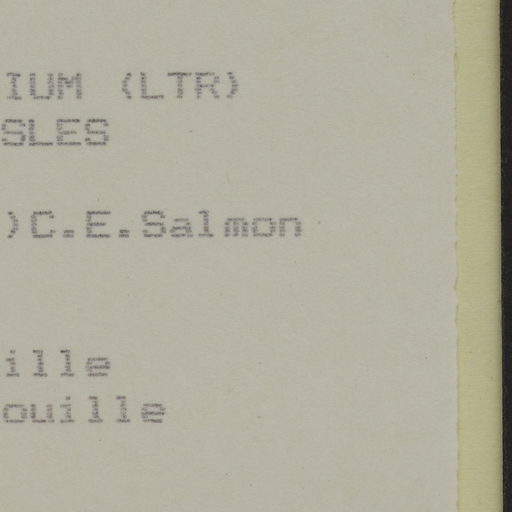 IUM (LTR)
SLES
)C.E.Salmon
ille
ouille